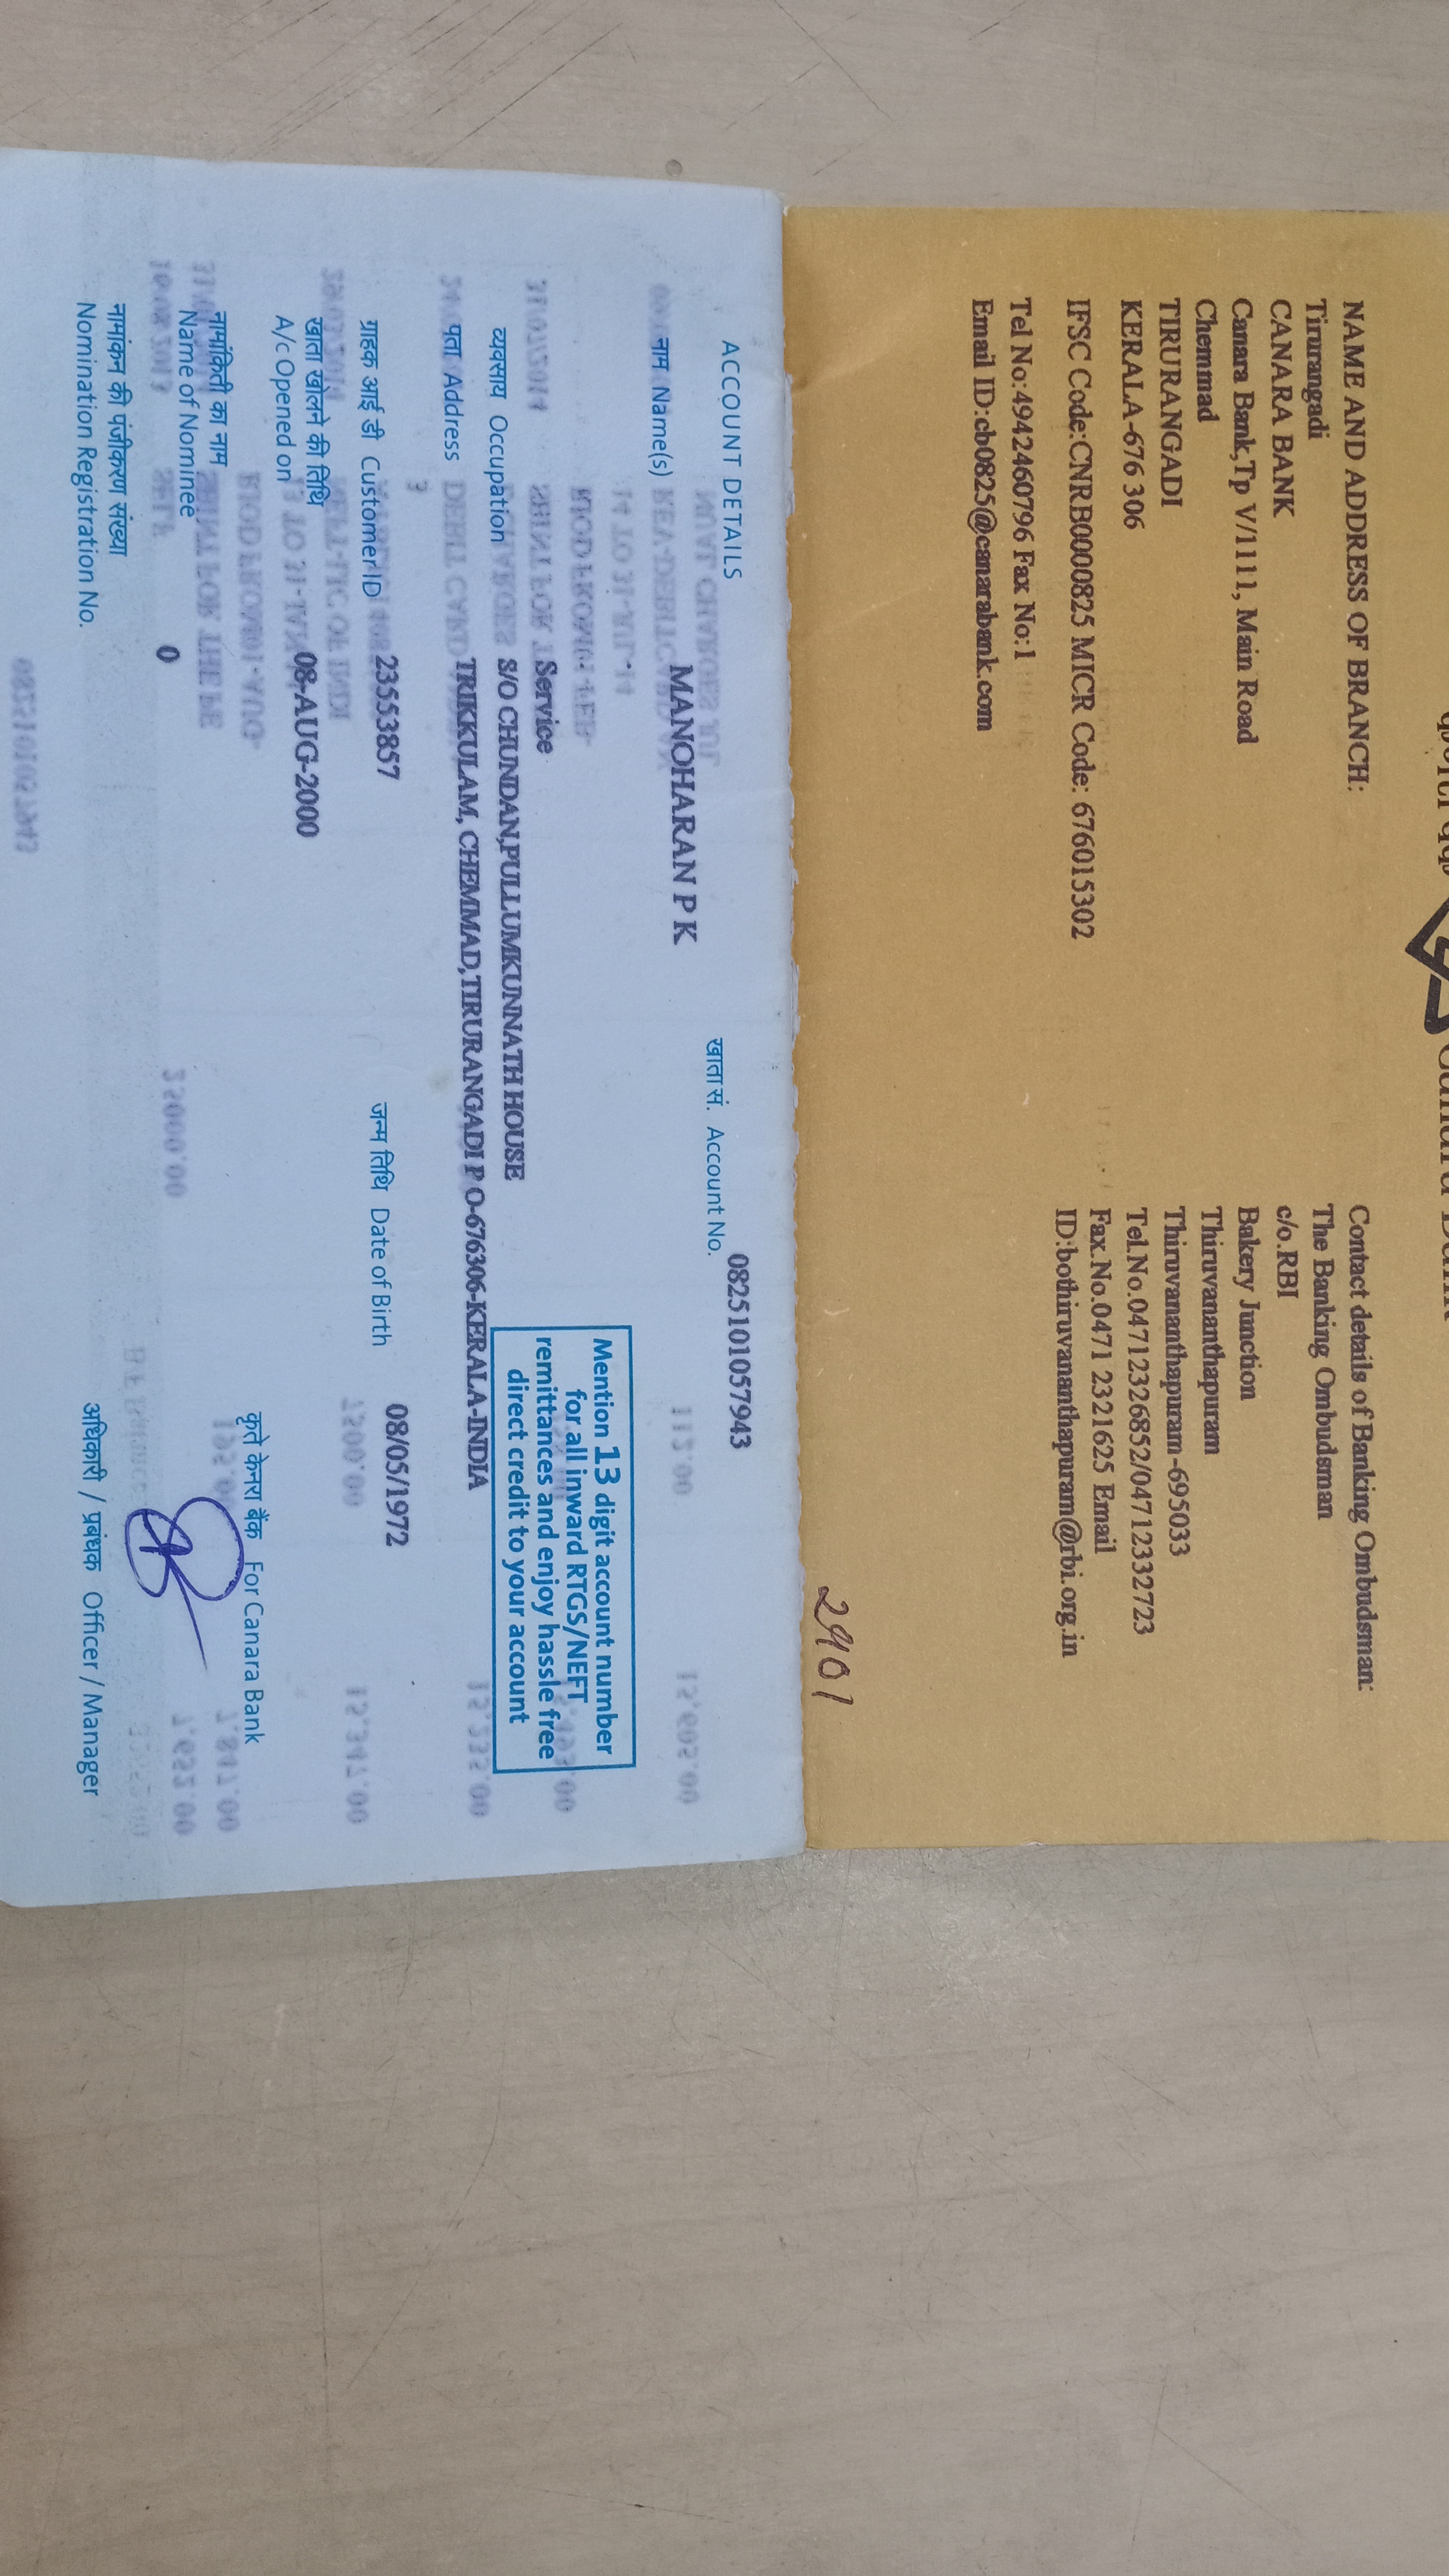 NAME AND ADDRESS OF BRANCH:
Tirurangadi
CANARA BANK
Canara Bank,Tp V/1111, Main Road
Chemmad
TIRURANGADI
KERALA-676 306
IFSC Code:CNRB0000825 MICR Code: 676015302
Tel No:4942460796 Fax No:1
Email ID:cb0825@canarabank.com
Contact details of Banking Ombudsman:
The Banking Ombudsman
c/o.RBI
Bakery Junction
Thiruvananthapuram
Thiruvananthapuram-695033
Tel.No.04712326852/04712332723
Fax.No.0471 2321625 Email
ID:bothiruvananthapuram@rbi.org.in
2901
ACCOUNT DETAILS
खाता सं. Account No. 0825101057943
नाम Name(s) MANOHARAN P K
Mention 13 digit account number
for all inward RTGS/NEFT
remittances and enjoy hassle free
direct credit to your account
व्यवसाय Occupation Service
S/O CHUNDAN,PULLUMKUNNATH HOUSE
पता Address TRIKKULAM, CHEMMAD,TIRURANGADI P O-676306-KERALA-INDIA
ग्राहक आई डी Customer ID 23553857
जन्म तिथि Date of Birth 08/05/1972
खाता खोलने की तिथि
A/c Opened on 08-AUG-2000
नामांकिती का नाम
Name of Nominee 0
कृते केनरा बैंक For Canara Bank
नामांकन की पंजीकरण संख्या
Nomination Registration No.
अधिकारी / प्रबंधक Officer / Manager